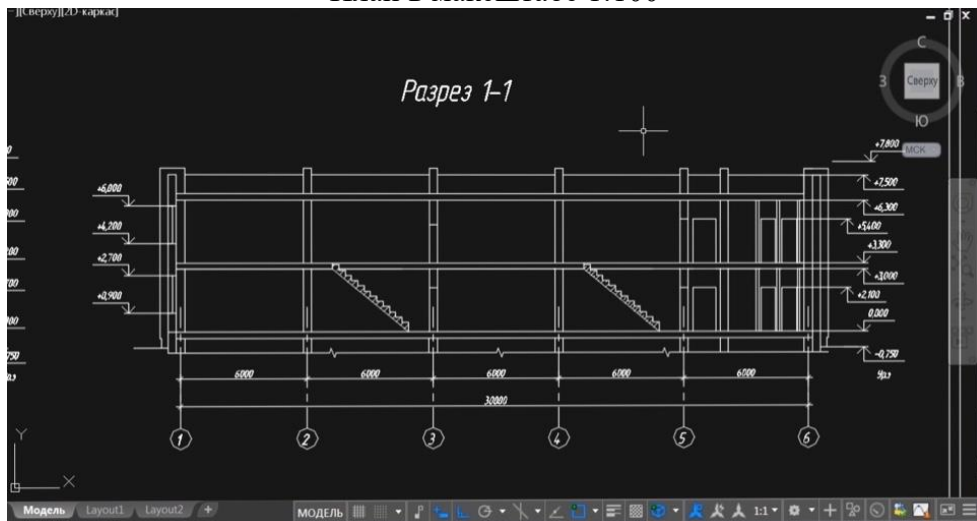 –][Сверху][2D-каркас]
С
З
Сверху
В
Ю
МСК
Разрез 1–1
+7,800
+7,500
+6,300
+5,400
+3,300
+3,000
+2,100
0,000
-0,750
Ур.з
+6,000
+4,200
+2,700
+0,900
6000 6000 6000 6000 6000
30000
1 2 3 4 5 6
Y
X
Модель Layout1 Layout2 +
МОДЕЛЬ 1:1